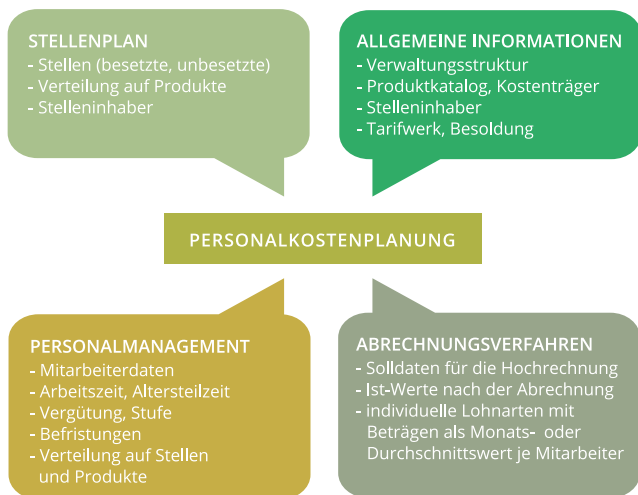 STELLENPLAN
- Stellen (besetzte, unbesetzte)
- Verteilung auf Produkte
- Stelleninhaber
ALLGEMEINE INFORMATIONEN
- Verwaltungsstruktur
- Produktkatalog, Kostenträger
- Stelleninhaber
- Tarifwerk, Besoldung
PERSONALKOSTENPLANUNG
PERSONALMANAGEMENT
- Mitarbeiterdaten
- Arbeitszeit, Altersteilzeit
- Vergütung, Stufe
- Befristungen
- Verteilung auf Stellen
und Produkte
ABRECHNUNGSVERFAHREN
- Solldaten für die Hochrechnung
- Ist-Werte nach der Abrechnung
- individuelle Lohnarten mit
Beträgen als Monats- oder
Durchschnittswert je Mitarbeiter